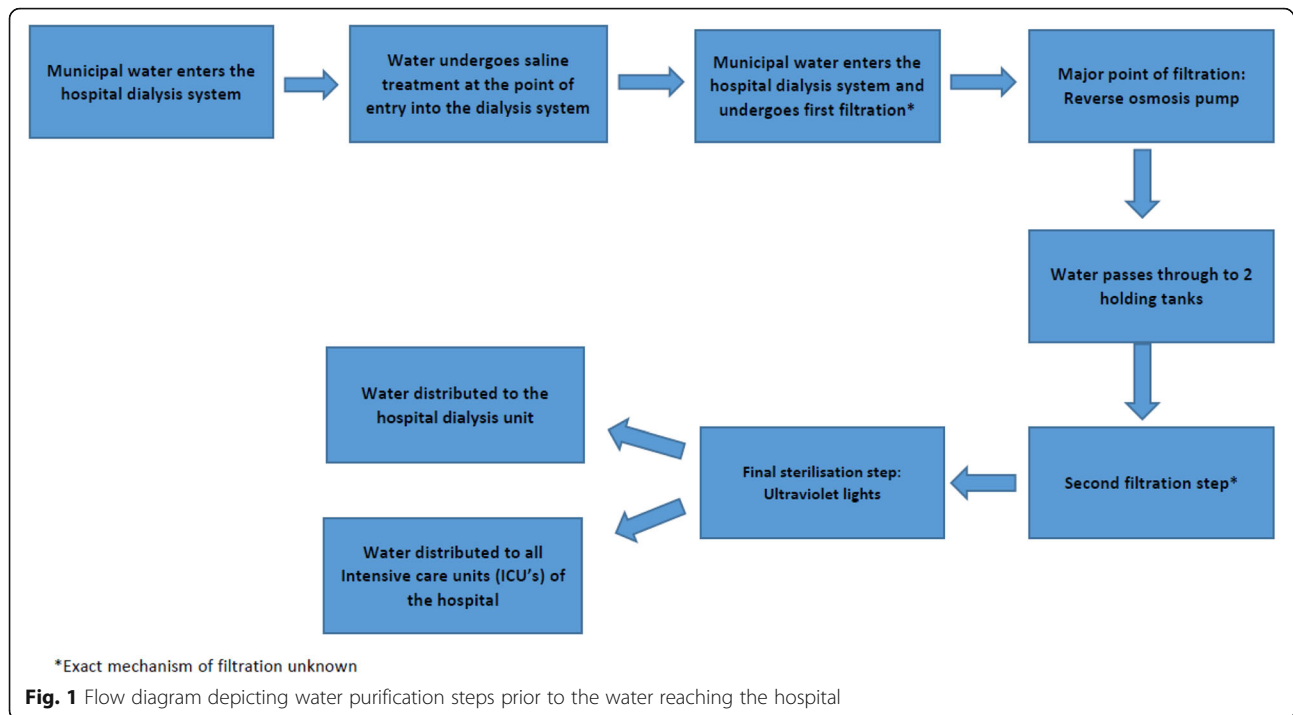 Municipal water enters the
hospital dialysis system
Water undergoes saline
treatment at the point of
entry into the dialysis system
Municipal water enters the
hospital dialysis system and
undergoes first filtration*
Major point of filtration:
Reverse osmosis pump
Water passes through to 2
holding tanks
Second filtration step*
Final sterilisation step:
Ultraviolet lights
Water distributed to the
hospital dialysis unit
Water distributed to all
Intensive care units (ICU's) of
the hospital
*Exact mechanism of filtration unknown
Fig. 1 Flow diagram depicting water purification steps prior to the water reaching the hospital